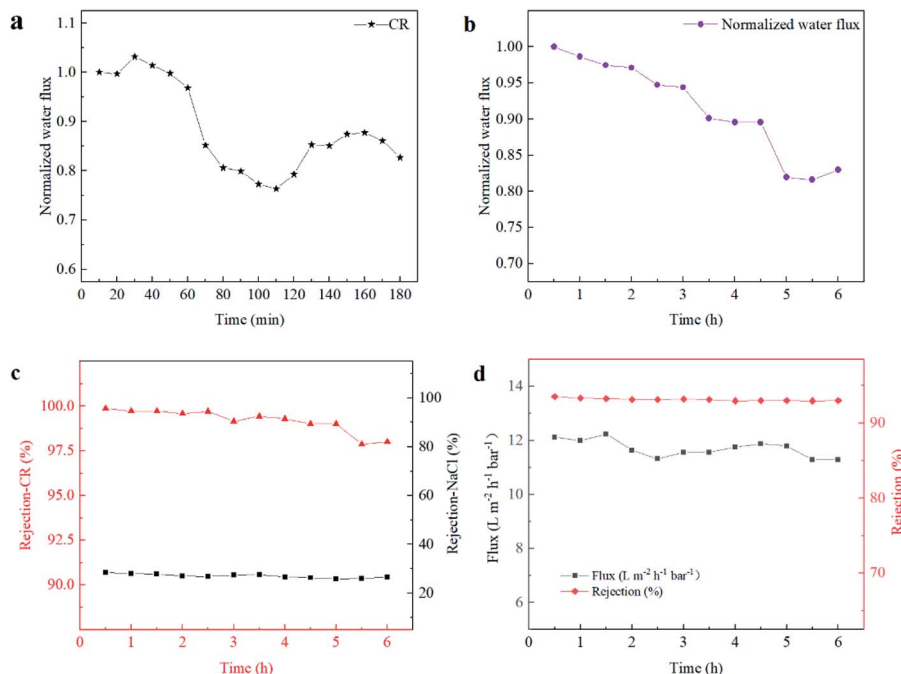 a
CR
Normalized water flux
1.1
1.0
0.9
0.8
0.7
0.6
0 20 40 60 80 100 120 140 160 180
Time (min)
b
Normalized water flux
Normalized water flux
1.00
0.95
0.90
0.85
0.80
0.75
0.70
0 1 2 3 4 5 6
Time (h)
c
Rejection-CR (%)
100.0
97.5
95.0
92.5
90.0
Rejection-NaCl (%)
100
80
60
40
20
0 1 2 3 4 5 6
Time (h)
d
Flux (L m⁻² h⁻¹ bar⁻¹)
14
12
10
8
6
Rejection (%)
90
80
70
Flux (L m⁻² h⁻¹ bar⁻¹)
Rejection (%)
0 1 2 3 4 5 6
Time (h)